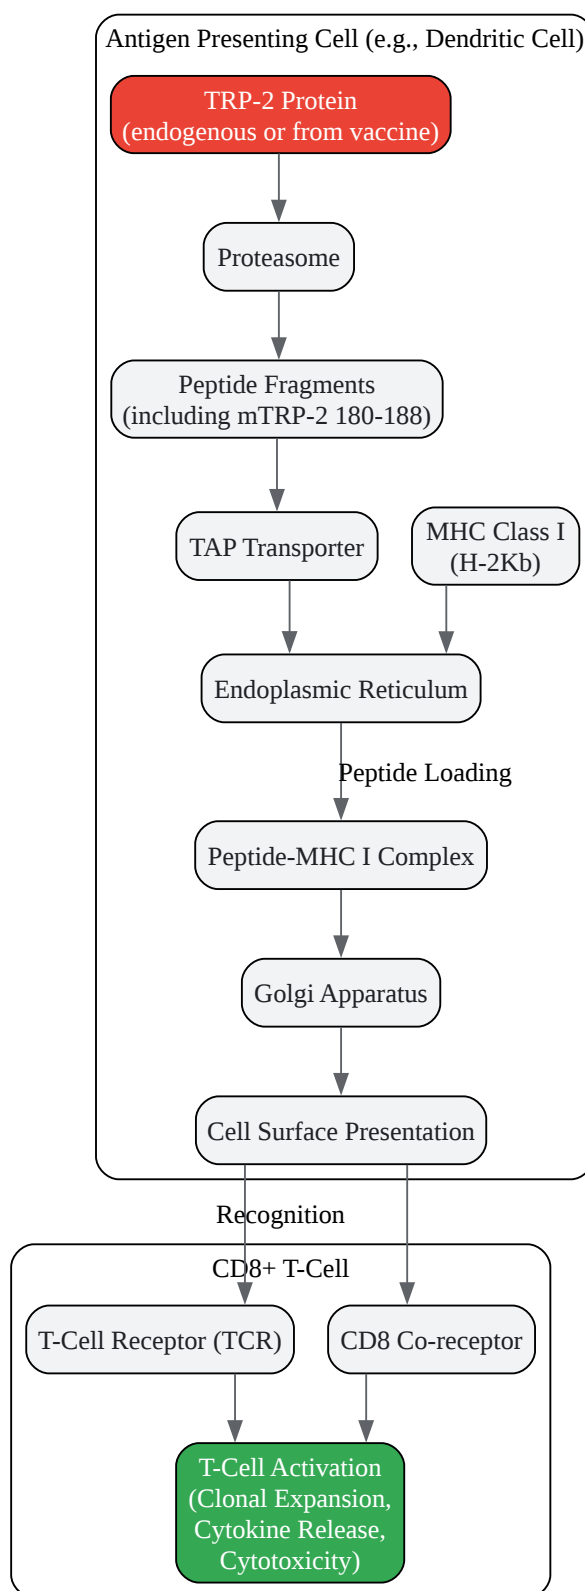 Antigen Presenting Cell (e.g., Dendritic Cell)
TRP-2 Protein
(endogenous or from vaccine)
Proteasome
Peptide Fragments
(including mTRP-2 180-188)
TAP Transporter
MHC Class I
(H-2Kb)
Endoplasmic Reticulum
Peptide Loading
Peptide-MHC I Complex
Golgi Apparatus
Cell Surface Presentation
Recognition
CD8+ T-Cell
T-Cell Receptor (TCR)
CD8 Co-receptor
T-Cell Activation
(Clonal Expansion,
Cytokine Release,
Cytotoxicity)